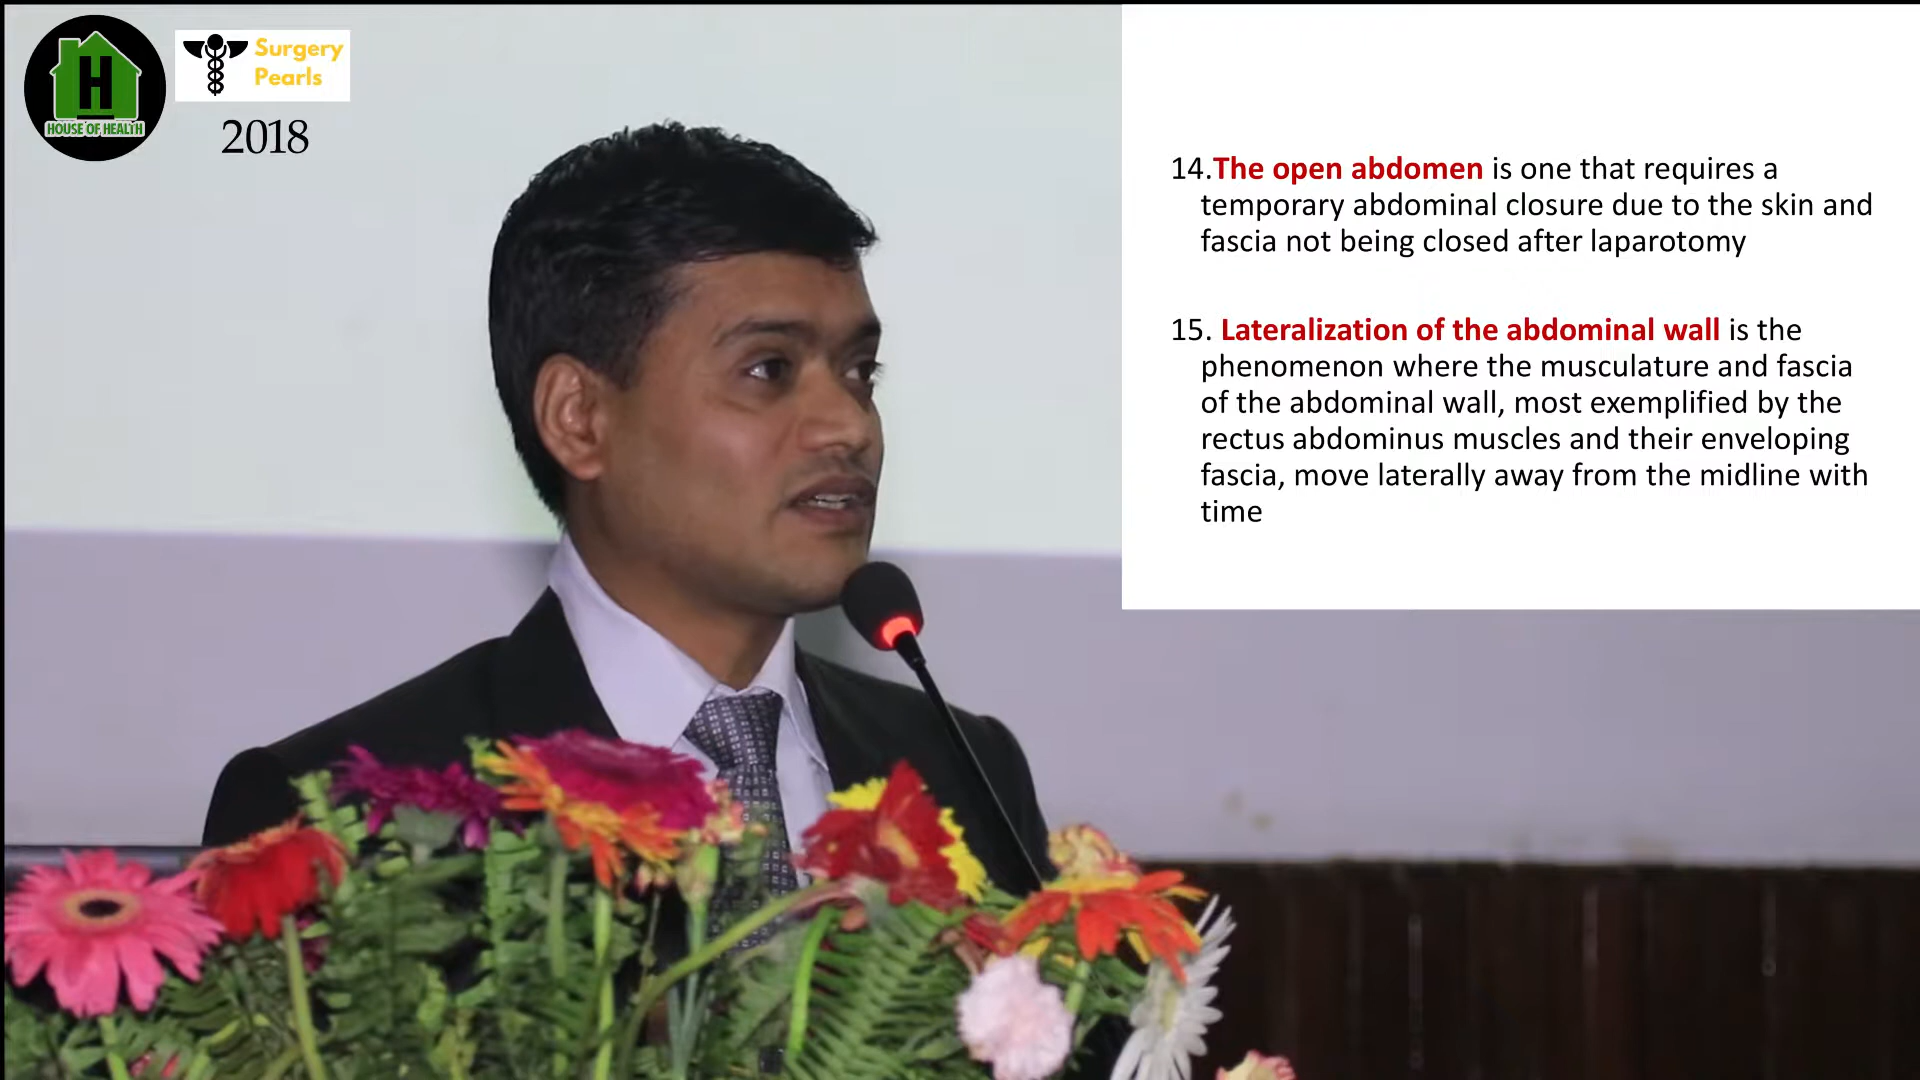 H
HOUSE OF HEALTH
Surgery
Pearls
2018
14.The open abdomen is one that requires a
temporary abdominal closure due to the skin and
fascia not being closed after laparotomy
15. Lateralization of the abdominal wall is the
phenomenon where the musculature and fascia
of the abdominal wall, most exemplified by the
rectus abdominus muscles and their enveloping
fascia, move laterally away from the midline with
time